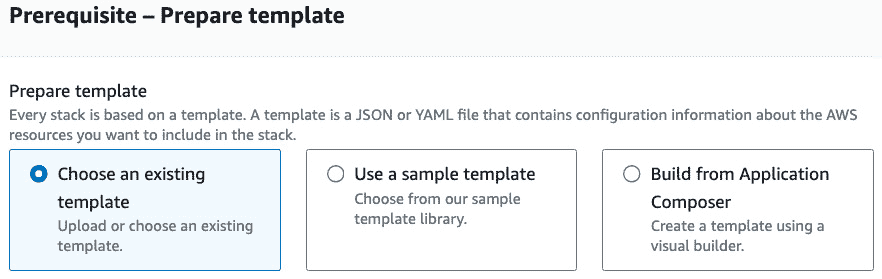 Prerequisite – Prepare template
Prepare template
Every stack is based on a template. A template is a JSON or YAML file that contains configuration information about the AWS
resources you want to include in the stack.
Choose an existing
template
Upload or choose an existing
template.
Use a sample template
Choose from our sample
template library.
Build from Application
Composer
Create a template using a
visual builder.